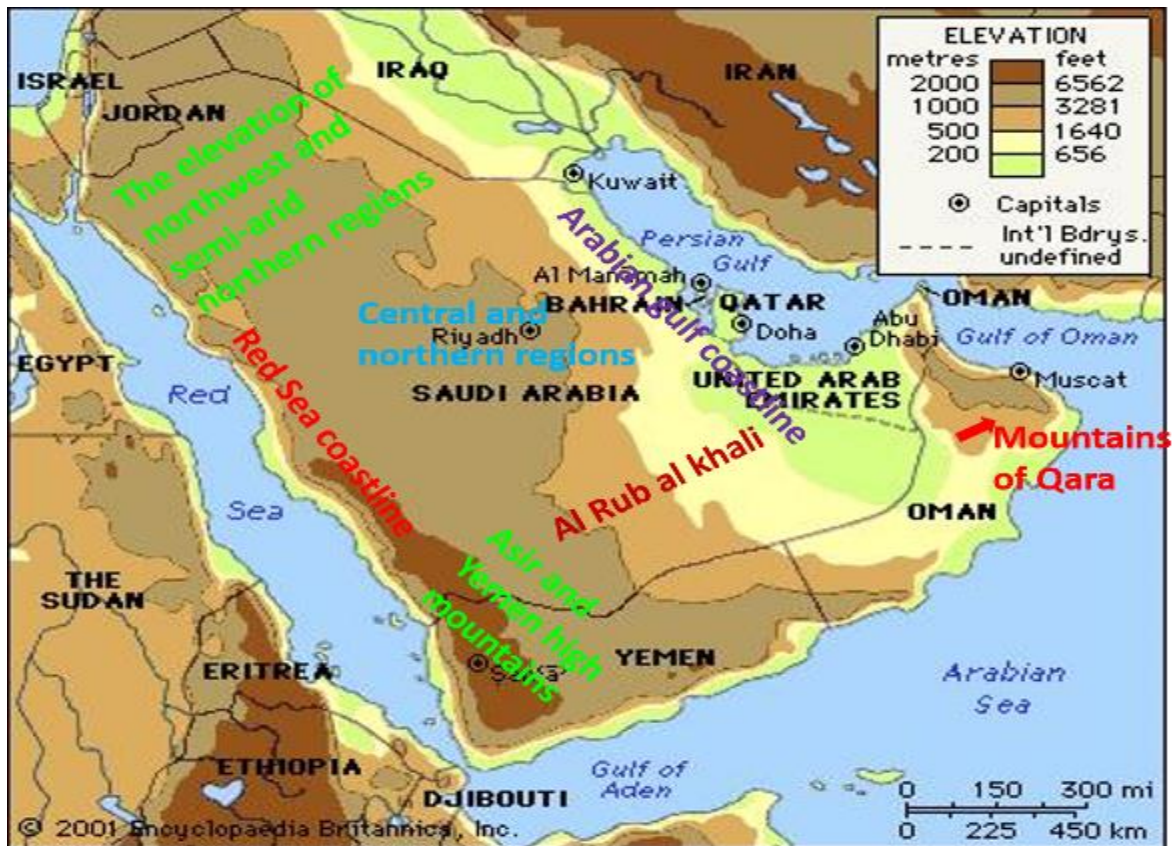 ELEVATION
metres feet
2000 6562
1000 3281
500 1640
200 656
Capitals
Int'l Bdrys.
undefined
ISRAEL
JORDAN
IRAQ
IRAN
The elevation of
northwest and
semi-arid
northern regions
Kuwait
Persian
Gulf
Arabian Gulf coastline
Al Manamah
BAHRAIN
QATAR
Doha
OMAN
Abu
Dhabi
Gulf of Oman
Muscat
Central and
northern regions
Riyadh
SAUDI ARABIA
UNITED ARAB
EMIRATES
EGYPT
Red
Sea
Red Sea coastline
Mountains
of Qara
Al Rub al khali
OMAN
Asir and
Yemen high
mountains
THE
SUDAN
ERITREA
YEMEN
Arabian
Sea
ETHIOPIA
DJIBOUTI
Gulf of
Aden
0 150 300 mi
0 225 450 km
© 2001 Encyclopaedia Britannica, Inc.